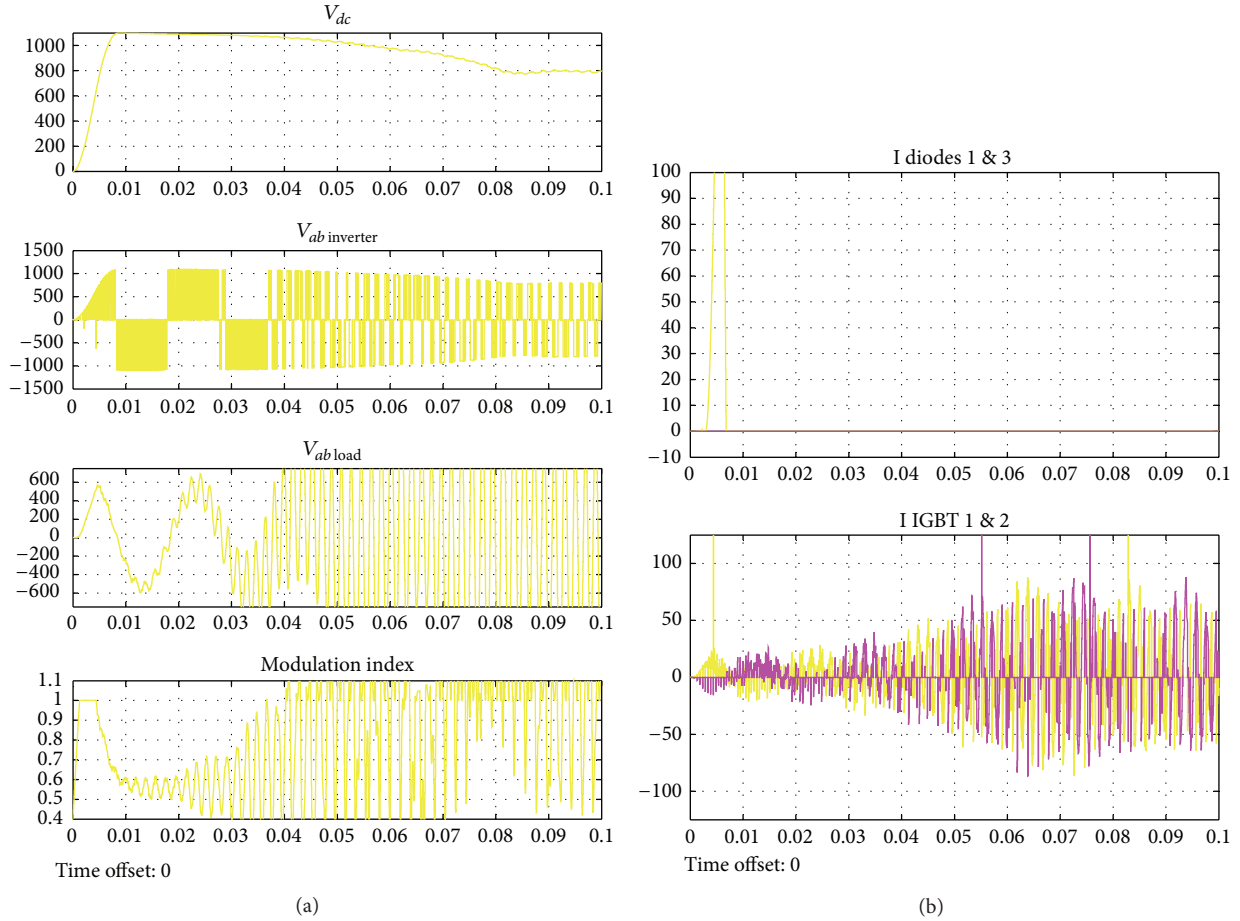 V_dc
1000
800
600
400
200
0
0 0.01 0.02 0.03 0.04 0.05 0.06 0.07 0.08 0.09 0.1
V_ab inverter
1500
1000
500
0
−500
−1000
−1500
0 0.01 0.02 0.03 0.04 0.05 0.06 0.07 0.08 0.09 0.1
V_ab load
600
400
200
0
−200
−400
−600
0 0.01 0.02 0.03 0.04 0.05 0.06 0.07 0.08 0.09 0.1
Modulation index
1.1
1
0.9
0.8
0.7
0.6
0.5
0.4
0 0.01 0.02 0.03 0.04 0.05 0.06 0.07 0.08 0.09 0.1
Time offset: 0
(a)
I diodes 1 & 3
100
90
80
70
60
50
40
30
20
10
0
−10
0 0.01 0.02 0.03 0.04 0.05 0.06 0.07 0.08 0.09 0.1
I IGBT 1 & 2
100
50
0
−50
−100
0 0.01 0.02 0.03 0.04 0.05 0.06 0.07 0.08 0.09 0.1
Time offset: 0
(b)